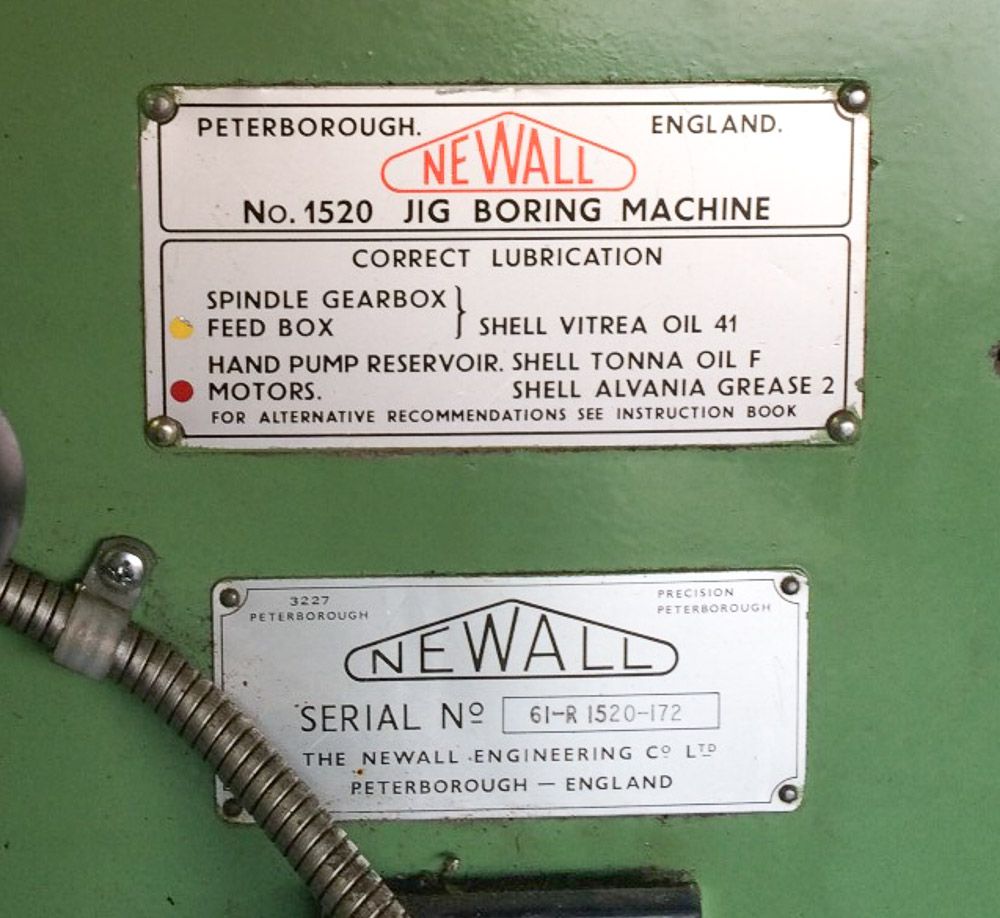 PETERBOROUGH. ENGLAND.
NEWALL
No. 1520 JIG BORING MACHINE
CORRECT LUBRICATION
SPINDLE GEARBOX
FEED BOX } SHELL VITREA OIL 41
HAND PUMP RESERVOIR. SHELL TONNA OIL F
MOTORS. SHELL ALVANIA GREASE 2
FOR ALTERNATIVE RECOMMENDATIONS SEE INSTRUCTION BOOK
3227 PRECISION
PETERBOROUGH PETERBOROUGH
NEWALL
SERIAL Nº 61-R 1520-172
THE NEWALL ENGINEERING Cº LTD
PETERBOROUGH — ENGLAND